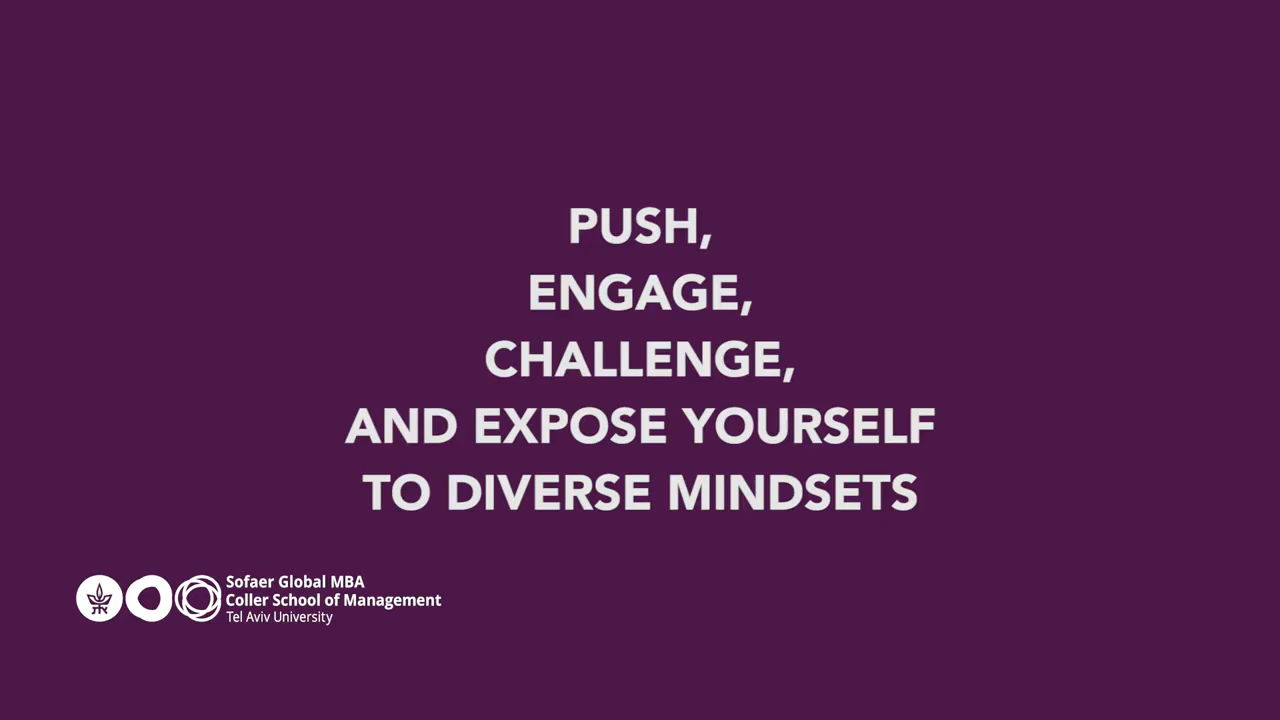 PUSH,
ENGAGE,
CHALLENGE,
AND EXPOSE YOURSELF
TO DIVERSE MINDSETS
Sofaer Global MBA
Coller School of Management
Tel Aviv University